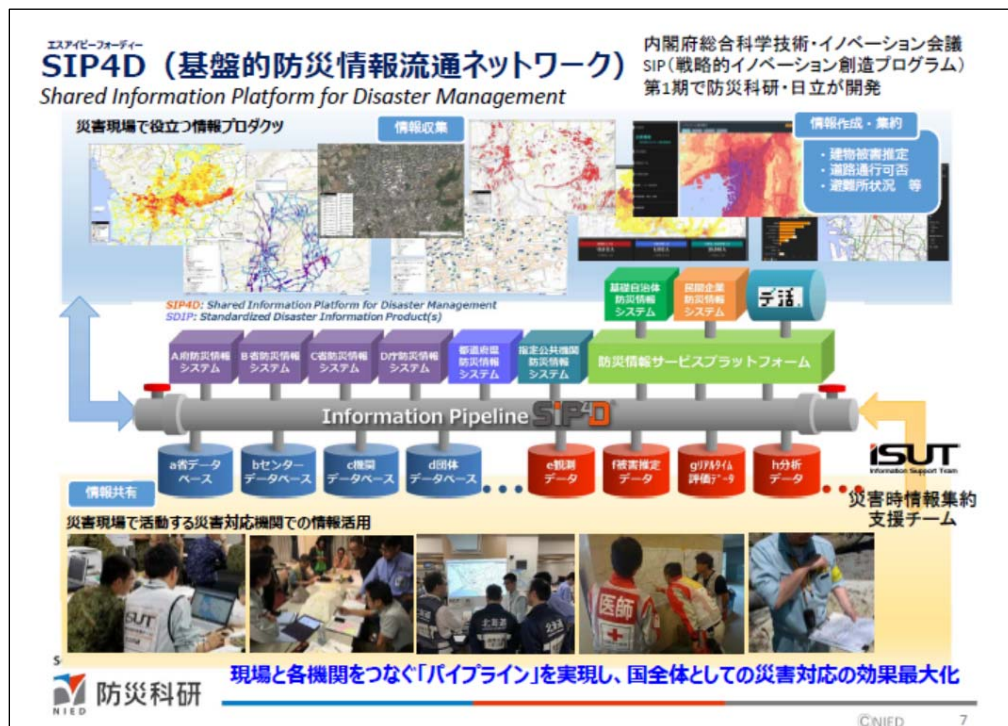 エスアイピーフォーディー
SIP4D（基盤的防災情報流通ネットワーク）
Shared Information Platform for Disaster Management
内閣府総合科学技術・イノベーション会議
SIP（戦略的イノベーション創造プログラム）
第1期で防災科研・日立が開発
災害現場で役立つ情報プロダクツ
情報収集
情報作成・集約
・建物被害推定
・道路通行可否
・避難所状況 等
SIP4D: Shared Information Platform for Disaster Management
SDIP: Standardized Disaster Information Product(s)
基礎自治体
防災情報
システム
民間企業
防災情報
システム
デ活.
A府防災情報
システム
B省防災情報
システム
C省防災情報
システム
D庁防災情報
システム
都道府県
防災情報
システム
指定公共機関
防災情報
システム
防災情報サービスプラットフォーム
Information Pipeline SIP4D
a省データ
ベース
bセンター
データベース
c機関
データベース
d団体
データベース
e観測
データ
f被害推定
データ
gリアルタイム
評価データ
h分析
データ
iSUT
Information Support Team
災害時情報集約
支援チーム
情報共有
災害現場で活動する災害対応機関での情報活用
iSUT
北海道
北海道
医師
現場と各機関をつなぐ「パイプライン」を実現し、国全体としての災害対応の効果最大化
NIED
防災科研
©NIED
7